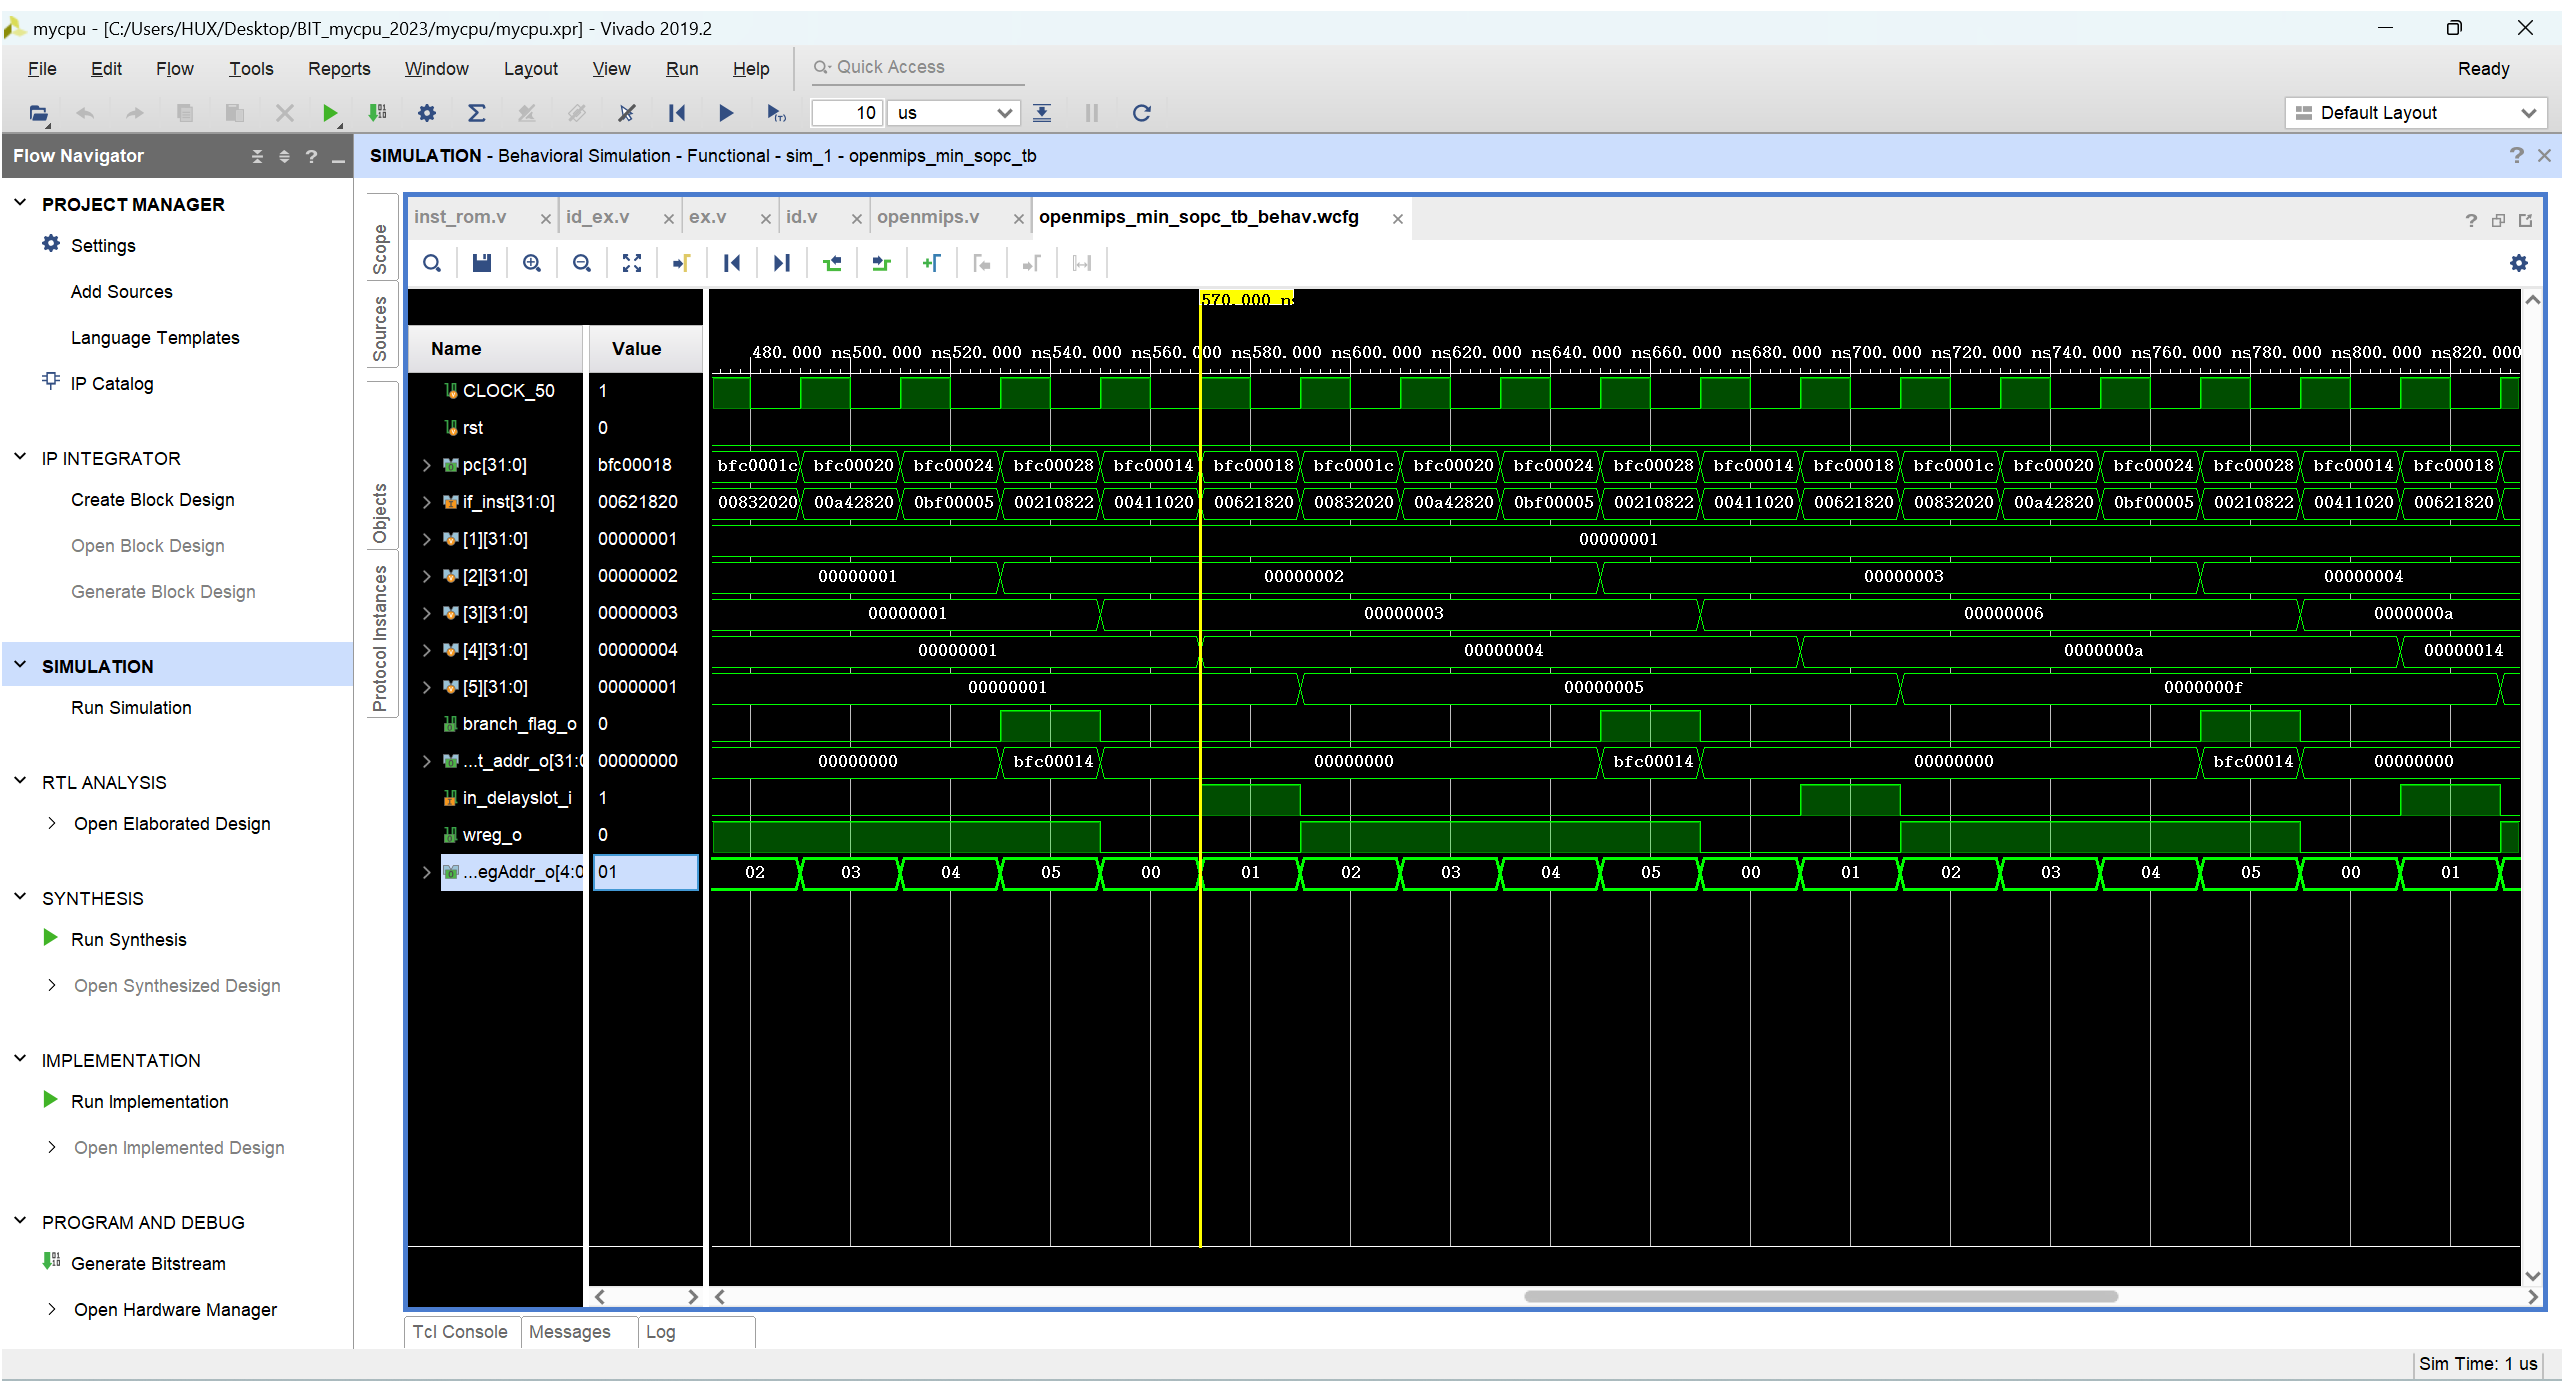 mycpu - [C:/Users/HUX/Desktop/BIT_mycpu_2023/mycpu/mycpu.xpr] - Vivado 2019.2
File Edit Flow Tools Reports Window Layout View Run Help Quick Access Ready
10 us Default Layout
Flow Navigator
SIMULATION - Behavioral Simulation - Functional - sim_1 - openmips_min_sopc_tb
PROJECT MANAGER
Settings
Add Sources
Language Templates
IP Catalog
IP INTEGRATOR
Create Block Design
Open Block Design
Generate Block Design
SIMULATION
Run Simulation
RTL ANALYSIS
Open Elaborated Design
SYNTHESIS
Run Synthesis
Open Synthesized Design
IMPLEMENTATION
Run Implementation
Open Implemented Design
PROGRAM AND DEBUG
Generate Bitstream
Open Hardware Manager
Scope
Sources
Objects
Protocol Instances
inst_rom.v id_ex.v ex.v id.v openmips.v openmips_min_sopc_tb_behav.wcfg
570.000 ns
Name Value 480.000 ns 500.000 ns 520.000 ns 540.000 ns 560.000 ns 580.000 ns 600.000 ns 620.000 ns 640.000 ns 660.000 ns 680.000 ns 700.000 ns 720.000 ns 740.000 ns 760.000 ns 780.000 ns 800.000 ns 820.000
CLOCK_50 1
rst 0
pc[31:0] bfc00018 bfc0001c bfc00020 bfc00024 bfc00028 bfc00014 bfc00018 bfc0001c bfc00020 bfc00024 bfc00028 bfc00014 bfc00018 bfc0001c bfc00020 bfc00024 bfc00028 bfc00014 bfc00018
if_inst[31:0] 00621820 00832020 00a42820 0bf00005 00210822 00411020 00621820 00832020 00a42820 0bf00005 00210822 00411020 00621820 00832020 00a42820 0bf00005 00210822 00411020 00621820
[1][31:0] 00000001 00000001
[2][31:0] 00000002 00000001 00000002 00000003 00000004
[3][31:0] 00000003 00000001 00000003 00000006 0000000a
[4][31:0] 00000004 00000001 00000004 0000000a 00000014
[5][31:0] 00000001 00000001 00000005 0000000f
branch_flag_o 0
...t_addr_o[31:0 00000000 00000000 bfc00014 00000000 bfc00014 00000000 bfc00014 00000000
in_delayslot_i 1
wreg_o 0
...egAddr_o[4:0 01 02 03 04 05 00 01 02 03 04 05 00 01 02 03 04 05 00 01
Tcl Console Messages Log
Sim Time: 1 us